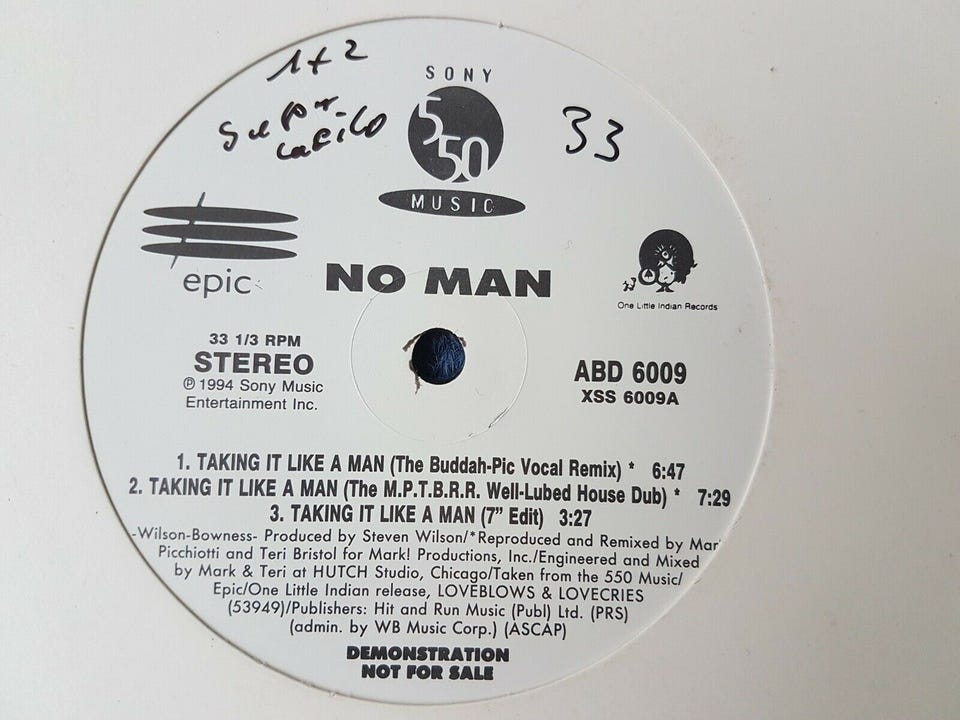 1+2
33
SONY
550
MUSIC
epic
NO MAN
One Little Indian Records
33 1/3 RPM
STEREO
℗ 1994 Sony Music
Entertainment Inc.
ABD 6009
XSS 6009A
1. TAKING IT LIKE A MAN (The Buddah-Pic Vocal Remix) * 6:47
2. TAKING IT LIKE A MAN (The M.P.T.B.R.R. Well-Lubed House Dub) * 7:29
3. TAKING IT LIKE A MAN (7" Edit) 3:27
-Wilson-Bowness- Produced by Steven Wilson/*Reproduced and Remixed by Mar
Picchiotti and Teri Bristol for Mark! Productions, Inc./Engineered and Mixed
by Mark & Teri at HUTCH Studio, Chicago/Taken from the 550 Music/
Epic/One Little Indian release, LOVEBLOWS & LOVECRIES
(53949)/Publishers: Hit and Run Music (Publ) Ltd. (PRS)
(admin. by WB Music Corp.) (ASCAP)
DEMONSTRATION
NOT FOR SALE